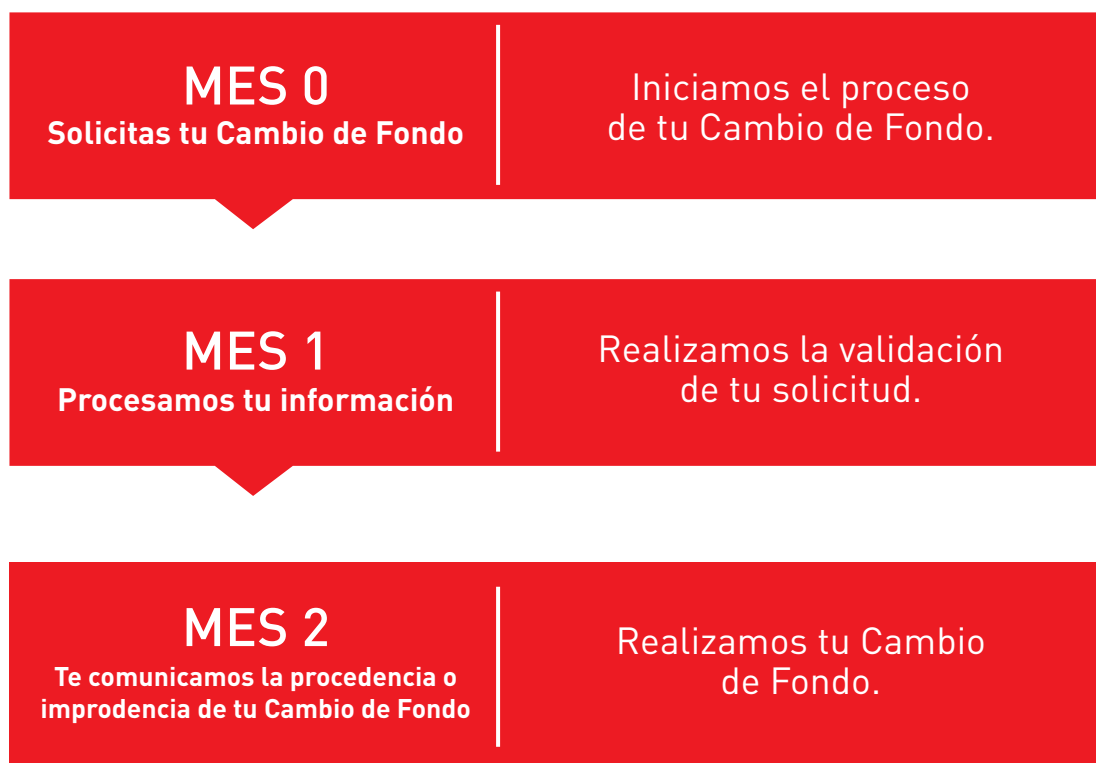 MES 0
Solicitas tu Cambio de Fondo
Iniciamos el proceso
de tu Cambio de Fondo.
MES 1
Procesamos tu información
Realizamos la validación
de tu solicitud.
MES 2
Te comunicamos la procedencia o
improdencia de tu Cambio de Fondo
Realizamos tu Cambio
de Fondo.